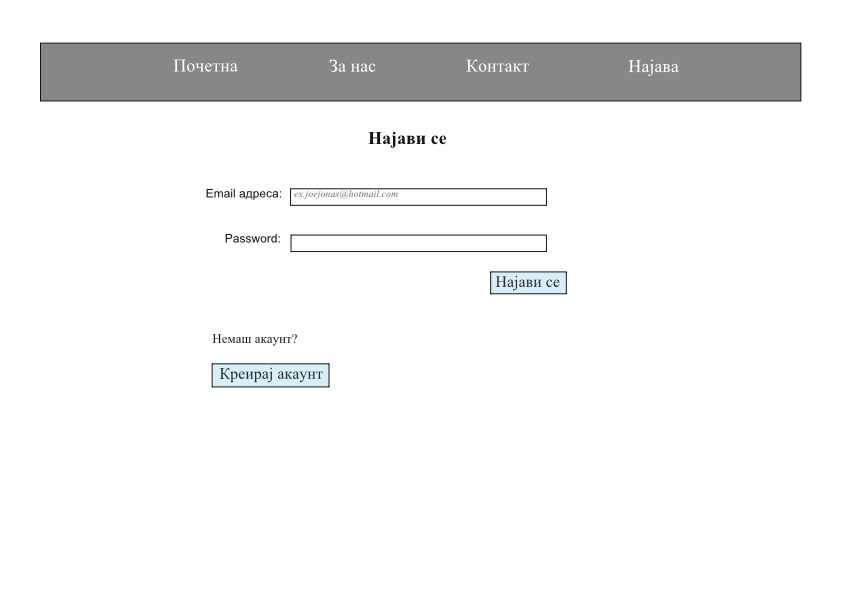 Почетна За нас Контакт Најава
Најави се
Email адреса: ex.joejonas@hotmail.com
Password:
Најави се
Немаш акаунт?
Креирај акаунт